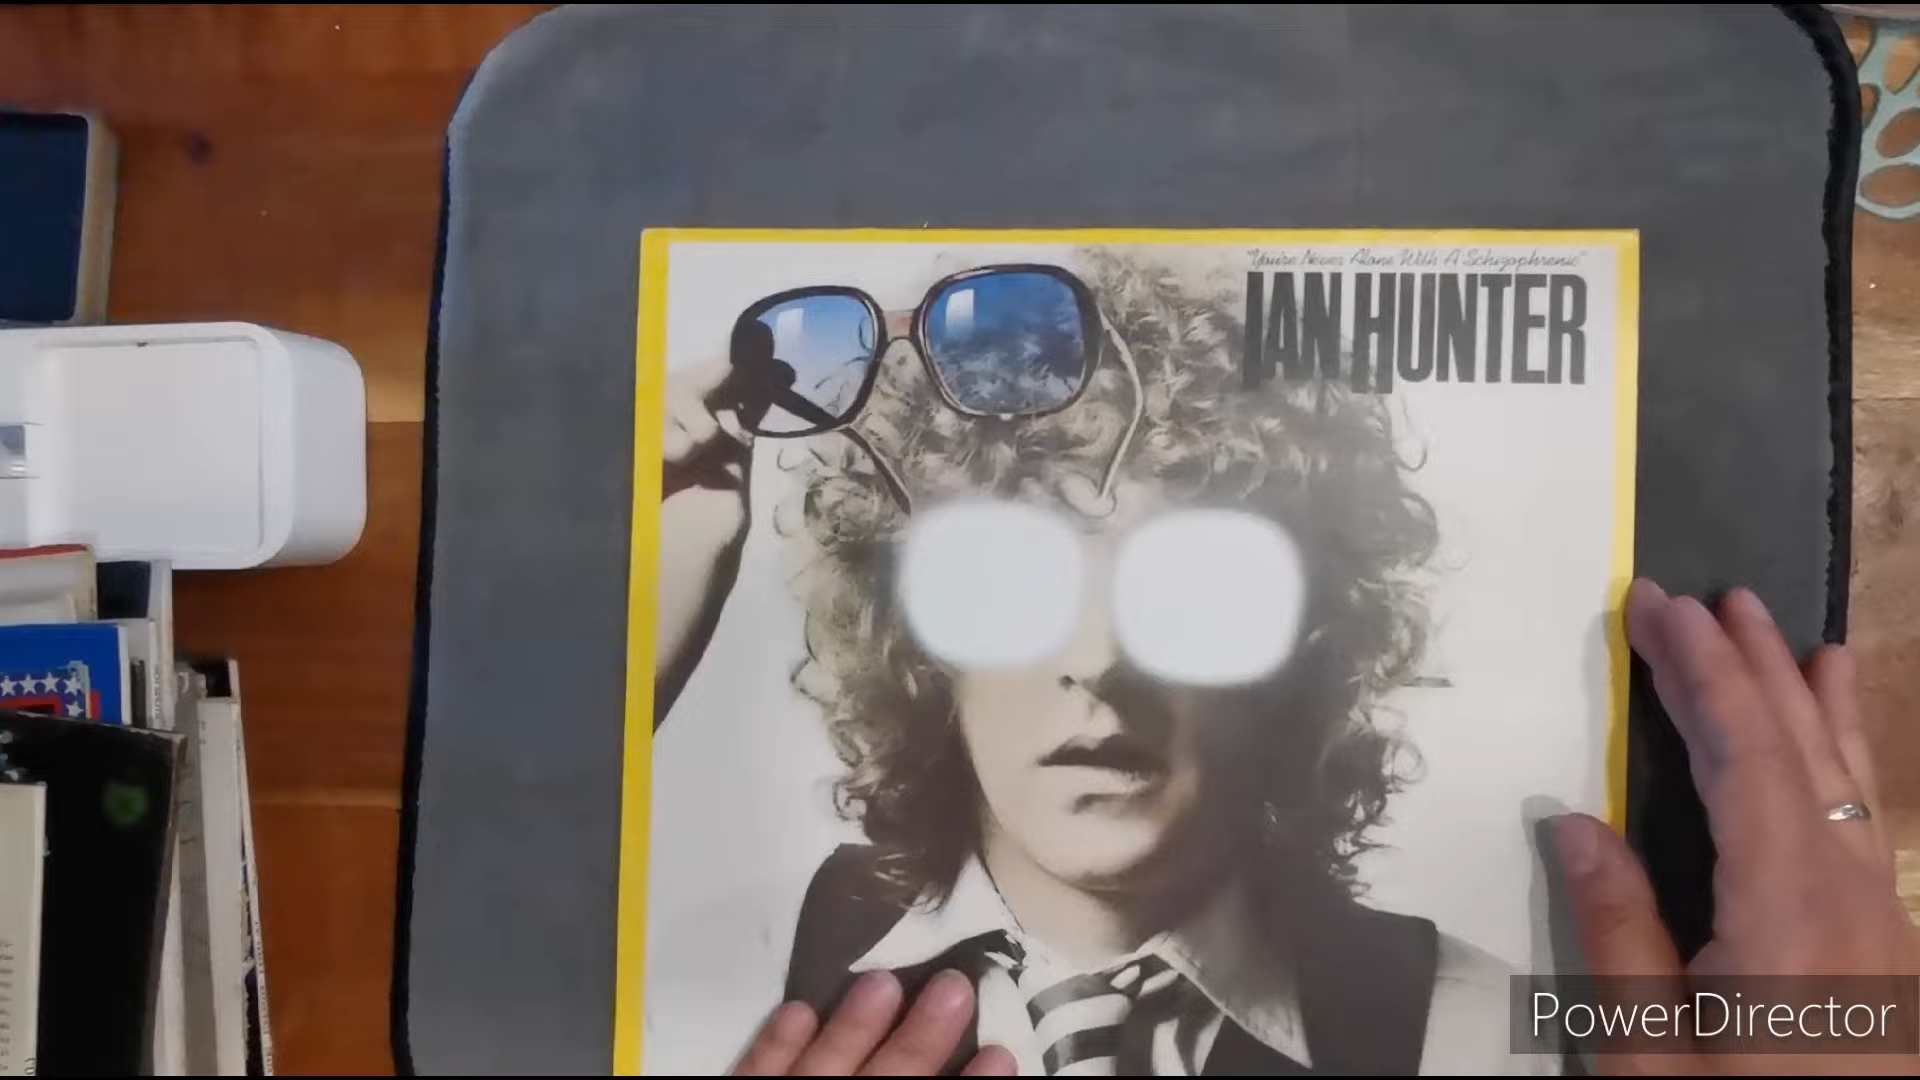 "You're Never Alone With A Schizophrenic"
IAN HUNTER
PowerDirector